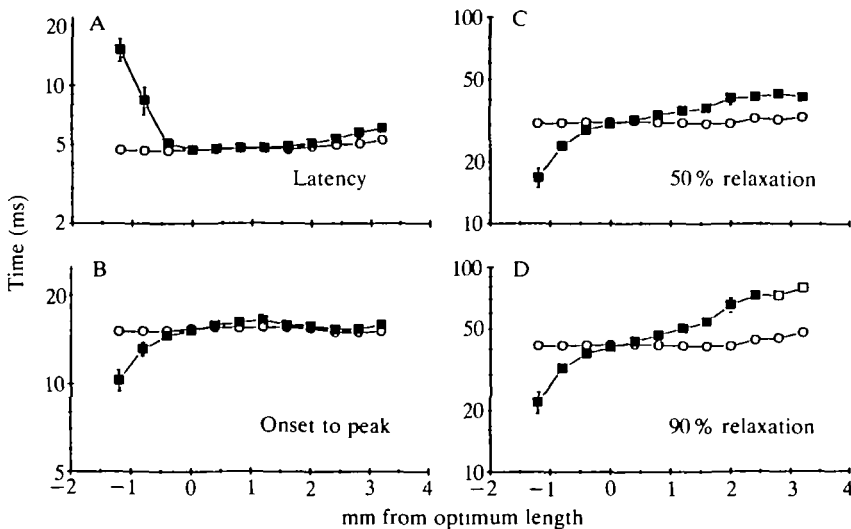 A
20
10
5
2
Latency
B
20
10
5
Onset to peak
−2 −1 0 1 2 3 4
C
100
50
20
10
50 % relaxation
D
100
50
20
10
90 % relaxation
−2 −1 0 1 2 3 4
Time (ms)
mm from optimum length